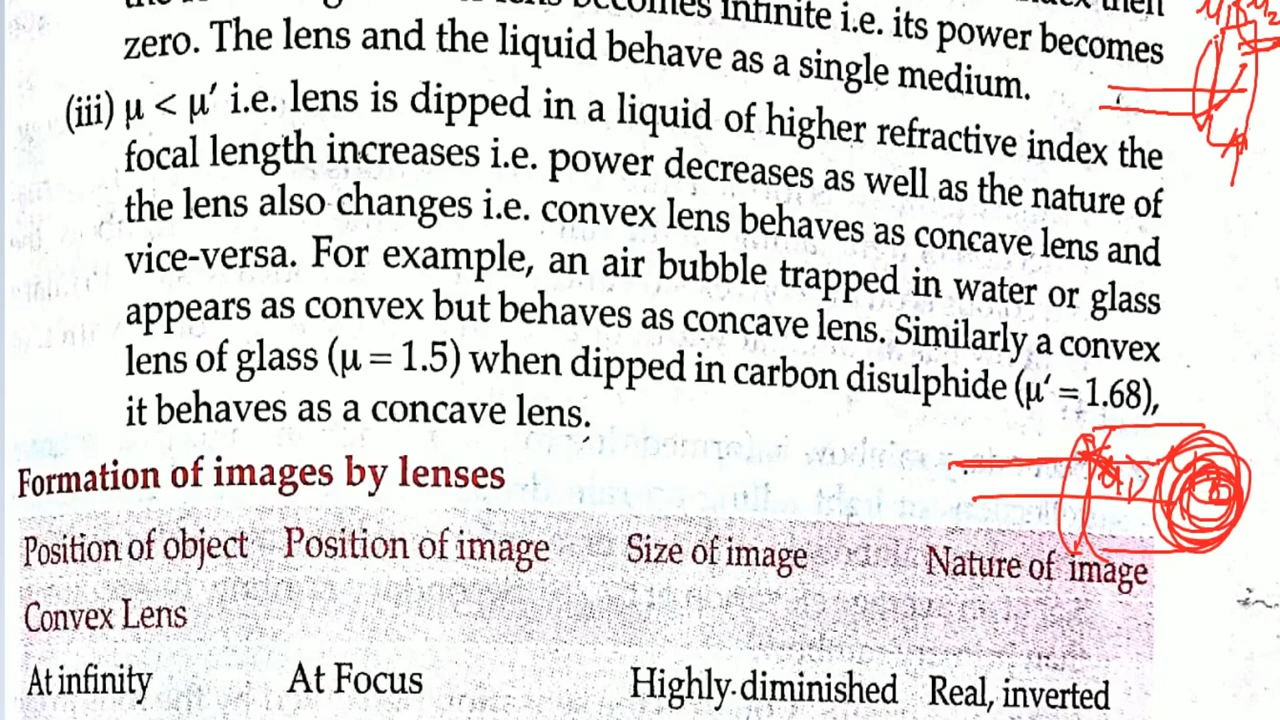 becomes infinite i.e. its power becomes
zero. The lens and the liquid behave as a single medium.
(iii) μ < μ′ i.e. lens is dipped in a liquid of higher refractive index the
focal length increases i.e. power decreases as well as the nature of
the lens also changes i.e. convex lens behaves as concave lens and
vice-versa. For example, an air bubble trapped in water or glass
appears as convex but behaves as concave lens. Similarly a convex
lens of glass (μ = 1.5) when dipped in carbon disulphide (μ′ = 1.68),
it behaves as a concave lens.
Formation of images by lenses
Position of object Position of image Size of image Nature of image
Convex Lens
At infinity At Focus Highly diminished Real, inverted